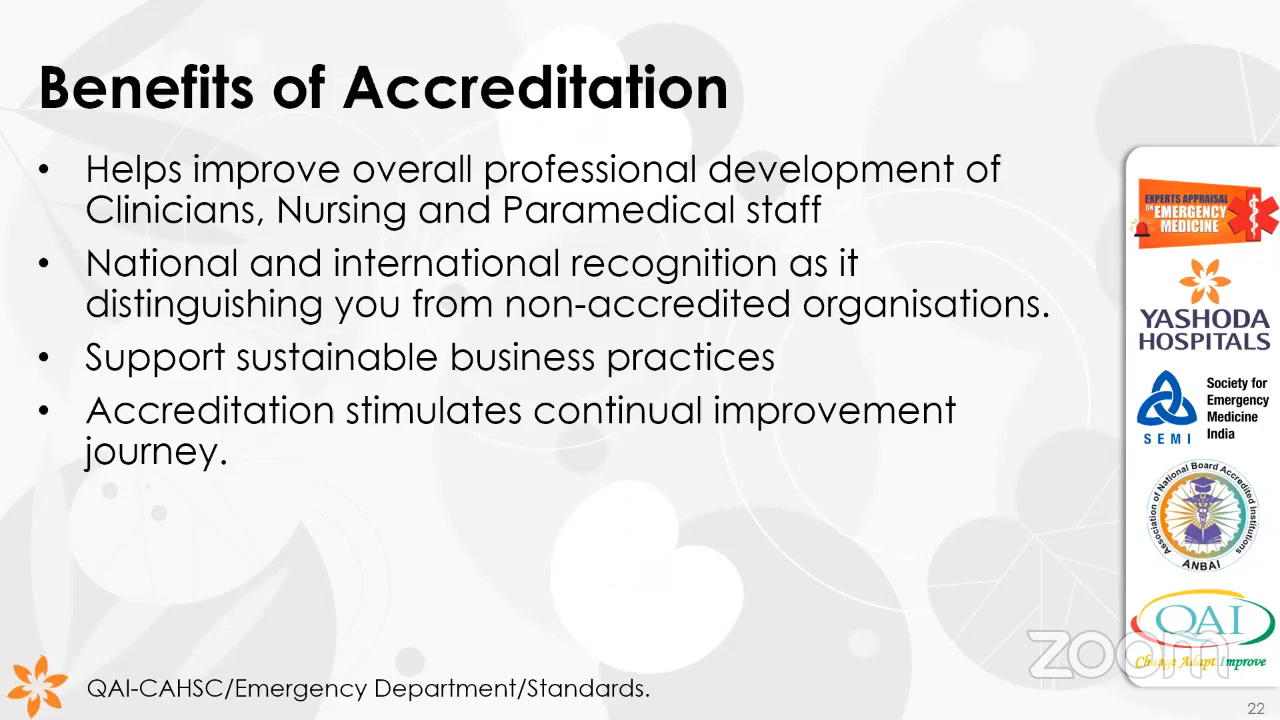 Benefits of Accreditation
• Helps improve overall professional development of
Clinicians, Nursing and Paramedical staff
• National and international recognition as it
distinguishing you from non-accredited organisations.
• Support sustainable business practices
• Accreditation stimulates continual improvement
journey.
EXPERTS APPRAISAL
ON EMERGENCY
MEDICINE
YASHODA
HOSPITALS
SEMI
Society for
Emergency
Medicine
India
Association of National Board Accredited Institutions
ANBAI
QAI
Change Adapt Improve
zoom
QAI-CAHSC/Emergency Department/Standards.
22